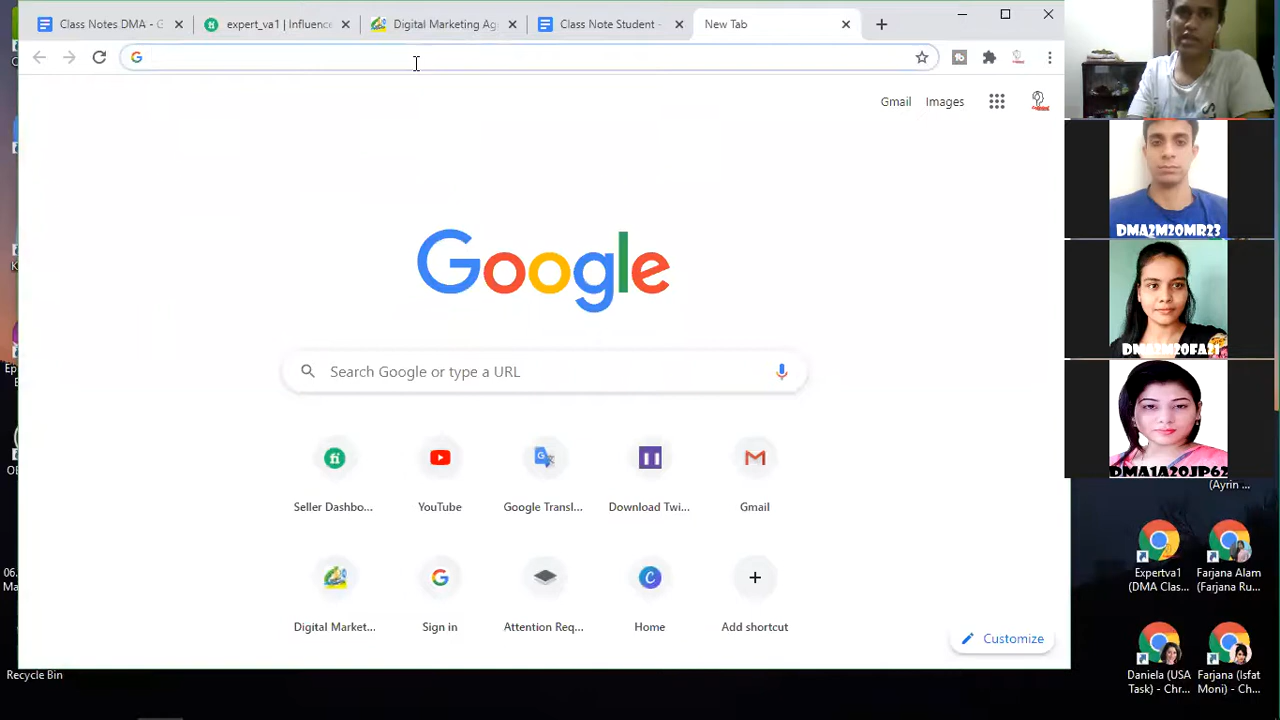 Class Notes DMA - G
expert_va1 | Influence
Digital Marketing Ag
Class Note Student -
New Tab
Gmail
Images
Google
Search Google or type a URL
Seller Dashbo...
YouTube
Google Transl...
Download Twi...
Gmail
Digital Market...
Sign in
Attention Req...
Home
Add shortcut
Customize
DMA2M20MR23
DMA2M20FA21
DMA1A20JP62
(Ayrin ...
Expertva1
(DMA Clas...
Farjana Alam
(Farjana Ru...
Daniela (USA
Task) - Chr...
Farjana (Isfat
Moni) - Ch...
Recycle Bin